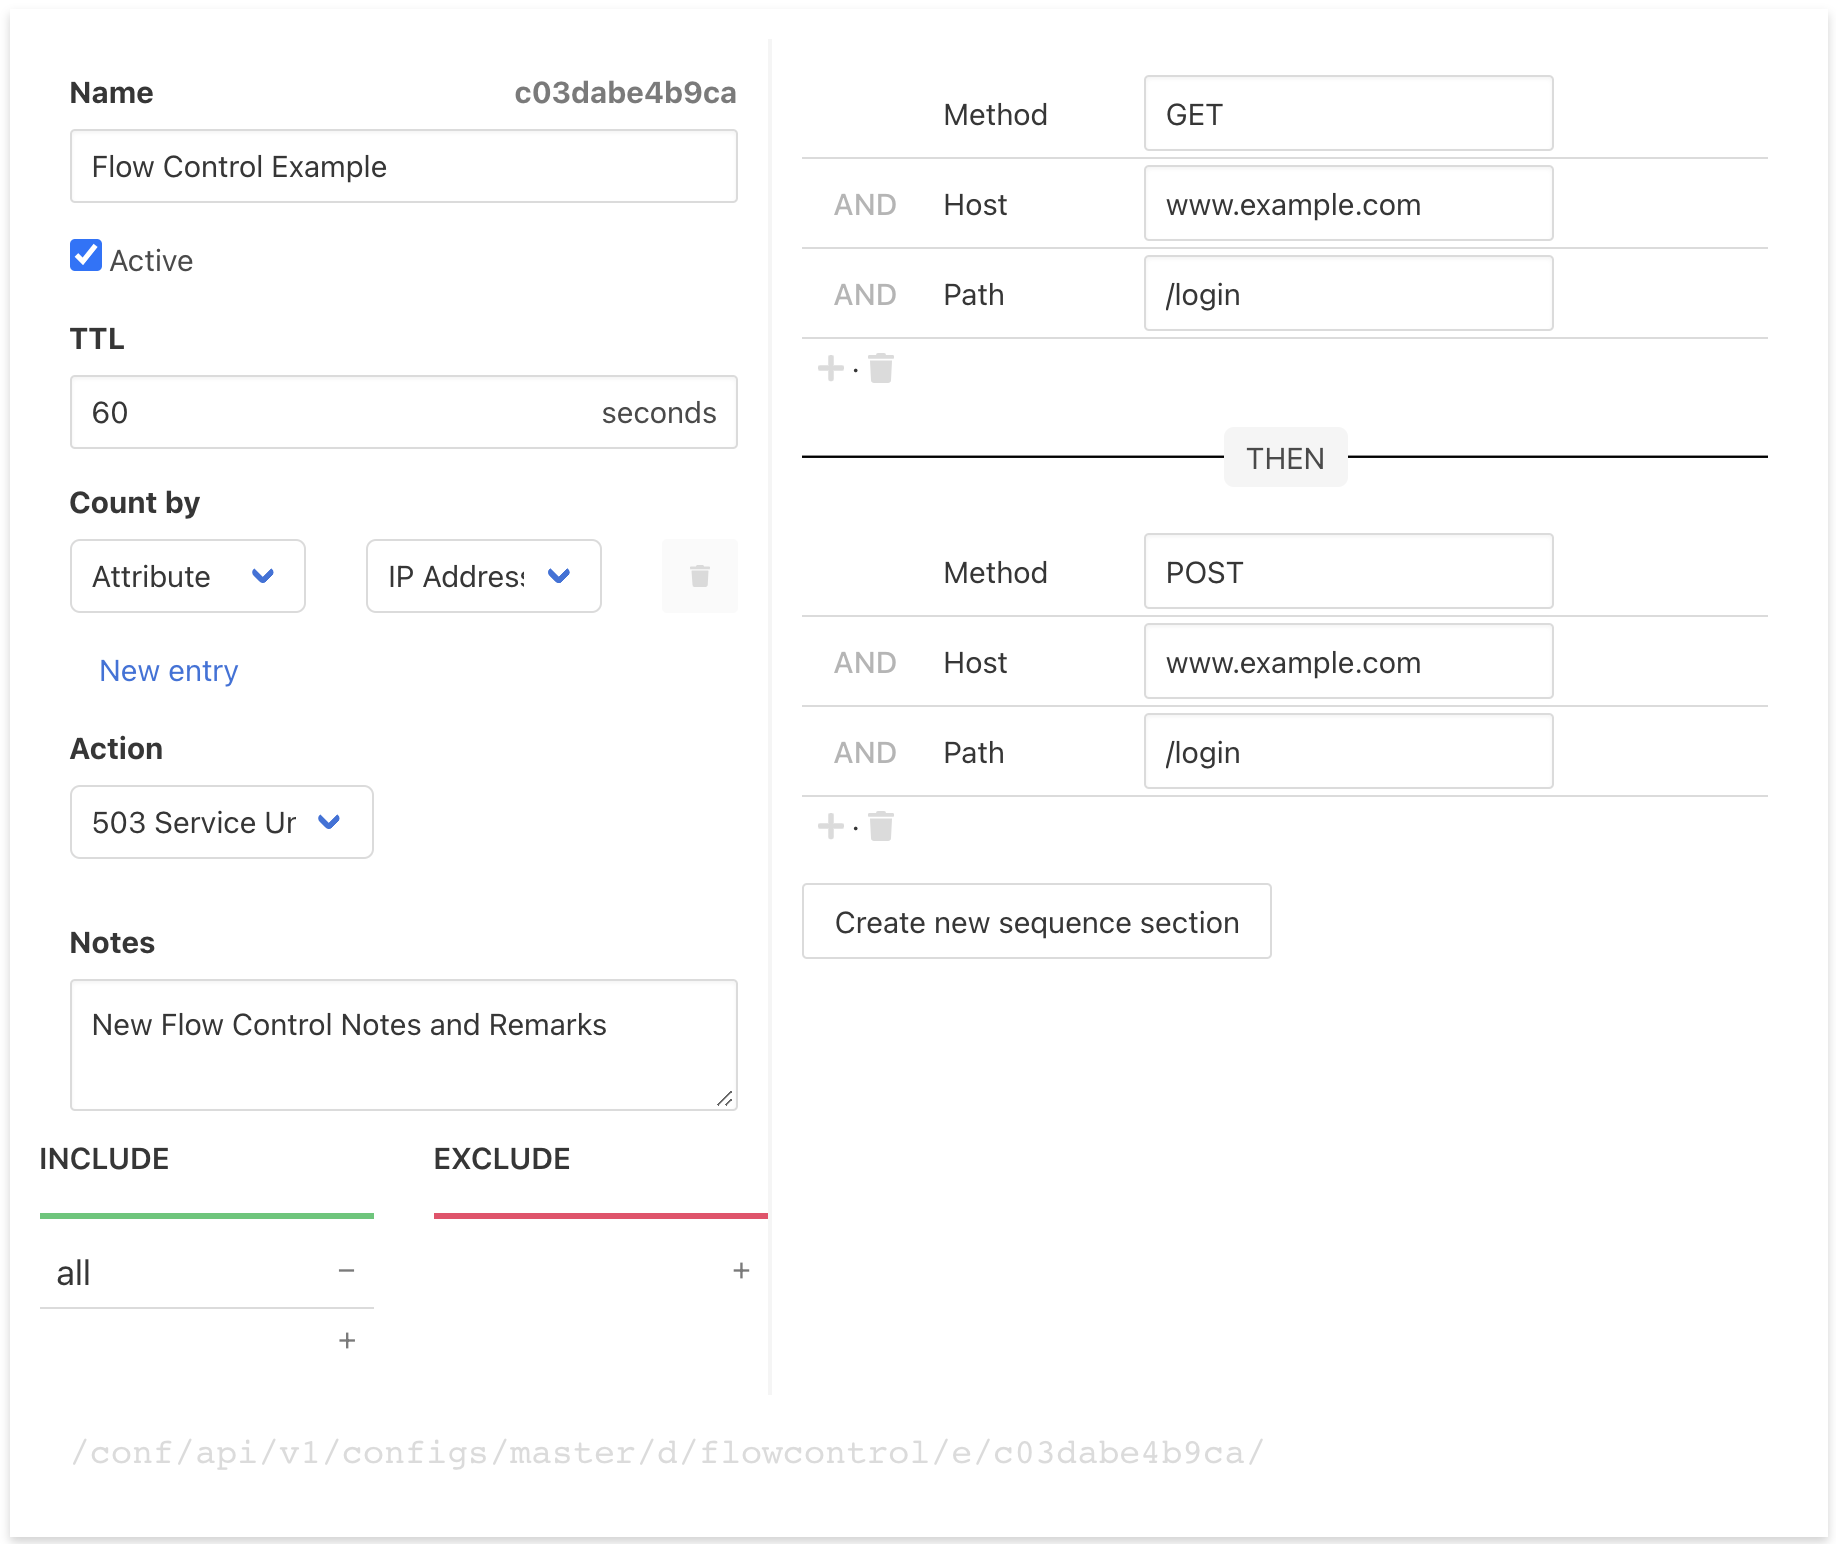 Name c03dabe4b9ca
Flow Control Example
Active
TTL
60 seconds
Count by
Attribute IP Address
New entry
Action
503 Service Ur
Notes
New Flow Control Notes and Remarks
INCLUDE EXCLUDE
all −
+
+
Method GET
AND Host www.example.com
AND Path /login
+ ·
THEN
Method POST
AND Host www.example.com
AND Path /login
+ ·
Create new sequence section
/conf/api/v1/configs/master/d/flowcontrol/e/c03dabe4b9ca/